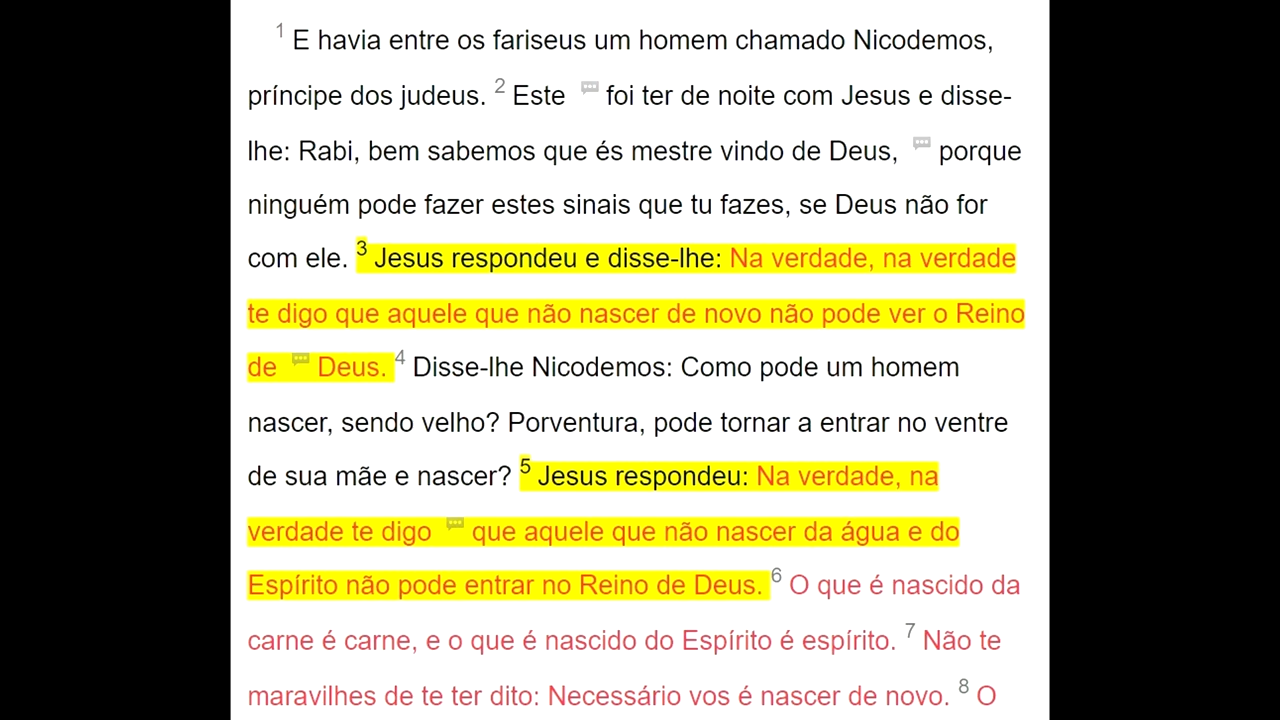 1 E havia entre os fariseus um homem chamado Nicodemos,
príncipe dos judeus. 2 Este foi ter de noite com Jesus e disse-
lhe: Rabi, bem sabemos que és mestre vindo de Deus, porque
ninguém pode fazer estes sinais que tu fazes, se Deus não for
com ele. 3 Jesus respondeu e disse-lhe: Na verdade, na verdade
te digo que aquele que não nascer de novo não pode ver o Reino
de Deus. 4 Disse-lhe Nicodemos: Como pode um homem
nascer, sendo velho? Porventura, pode tornar a entrar no ventre
de sua mãe e nascer? 5 Jesus respondeu: Na verdade, na
verdade te digo que aquele que não nascer da água e do
Espírito não pode entrar no Reino de Deus. 6 O que é nascido da
carne é carne, e o que é nascido do Espírito é espírito. 7 Não te
maravilhes de te ter dito: Necessário vos é nascer de novo. 8 O